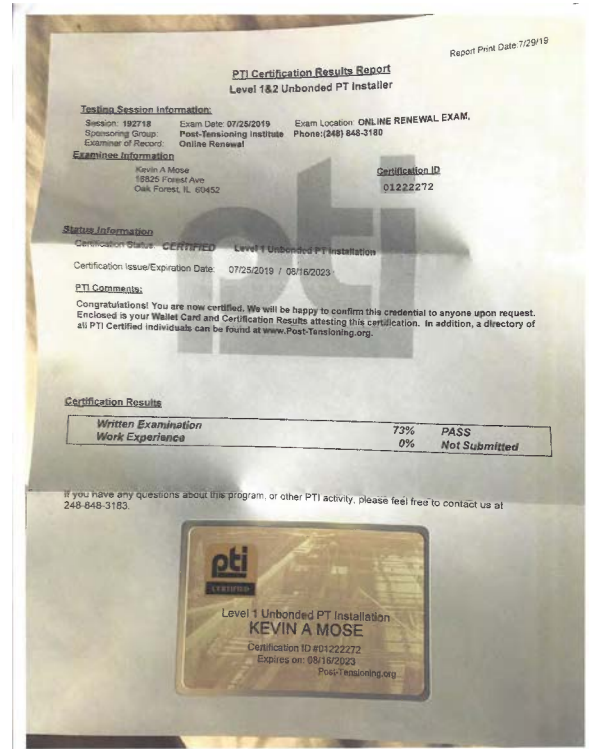 Report Print Date:7/29/19
PTI Certification Results Report
Level 1&2 Unbonded PT Installer
Testing Session Information:
Session: 192718 Exam Date: 07/25/2019 Exam Location: ONLINE RENEWAL EXAM,
Sponsoring Group: Post-Tensioning Institute Phone:(248) 848-3180
Examiner of Record: Online Renewal
Examinee Information
Kevin A Mose Certification ID
15825 Forest Ave 01222272
Oak Forest, IL 60452
pti
Status Information
Certification Status: CERTIFIED Level 1 Unbonded PT Installation
Certification Issue/Expiration Date: 07/25/2019 / 08/16/2023
PTI Comments:
Congratulations! You are now certified. We will be happy to confirm this credential to anyone upon request.
Enclosed is your Wallet Card and Certification Results attesting this certification. In addition, a directory of
all PTI Certified individuals can be found at www.Post-Tensioning.org.
Certification Results
Written Examination 73% PASS
Work Experience 0% Not Submitted
If you have any questions about this program, or other PTI activity, please feel free to contact us at
248-848-3183.
pti
CERTIFIED
Level 1 Unbonded PT Installation
KEVIN A MOSE
Certification ID #01222272
Expires on: 08/16/2023
Post-Tensioning.org